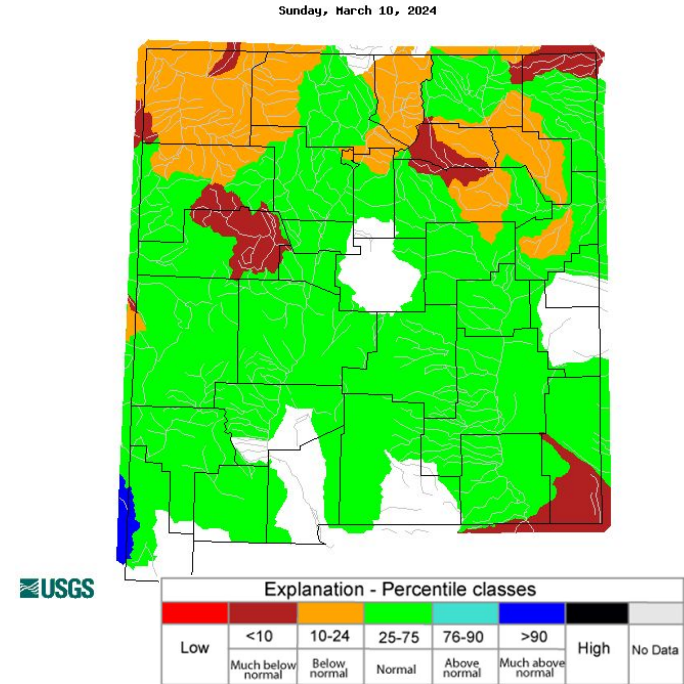 Sunday, March 10, 2024
USGS
Explanation - Percentile classes
Low
<10
10-24
25-75
76-90
>90
High
No Data
Much below
normal
Below
normal
Normal
Above
normal
Much above
normal